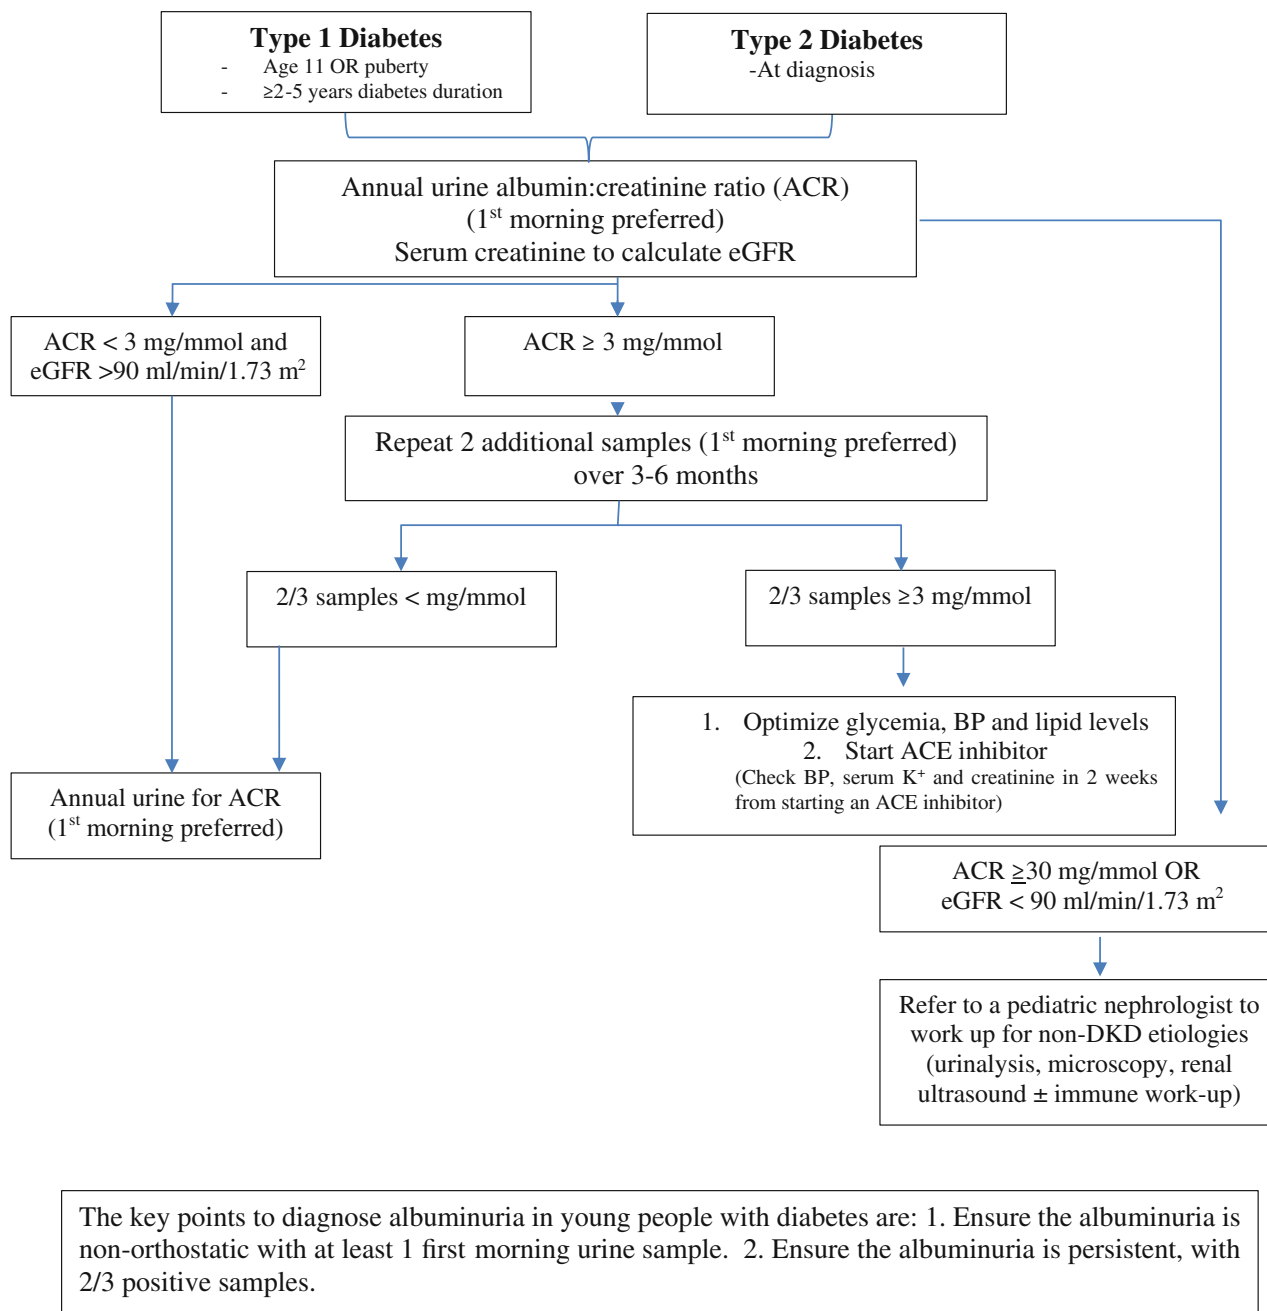 Type 1 Diabetes
- Age 11 OR puberty
- ≥2-5 years diabetes duration
Type 2 Diabetes
-At diagnosis
Annual urine albumin:creatinine ratio (ACR)
(1st morning preferred)
Serum creatinine to calculate eGFR
ACR < 3 mg/mmol and
eGFR >90 ml/min/1.73 m²
ACR ≥ 3 mg/mmol
Repeat 2 additional samples (1st morning preferred)
over 3-6 months
2/3 samples < mg/mmol
2/3 samples ≥3 mg/mmol
1. Optimize glycemia, BP and lipid levels
2. Start ACE inhibitor
(Check BP, serum K⁺ and creatinine in 2 weeks
from starting an ACE inhibitor)
Annual urine for ACR
(1st morning preferred)
ACR ≥30 mg/mmol OR
eGFR < 90 ml/min/1.73 m²
Refer to a pediatric nephrologist to
work up for non-DKD etiologies
(urinalysis, microscopy, renal
ultrasound ± immune work-up)
The key points to diagnose albuminuria in young people with diabetes are: 1. Ensure the albuminuria is
non-orthostatic with at least 1 first morning urine sample. 2. Ensure the albuminuria is persistent, with
2/3 positive samples.